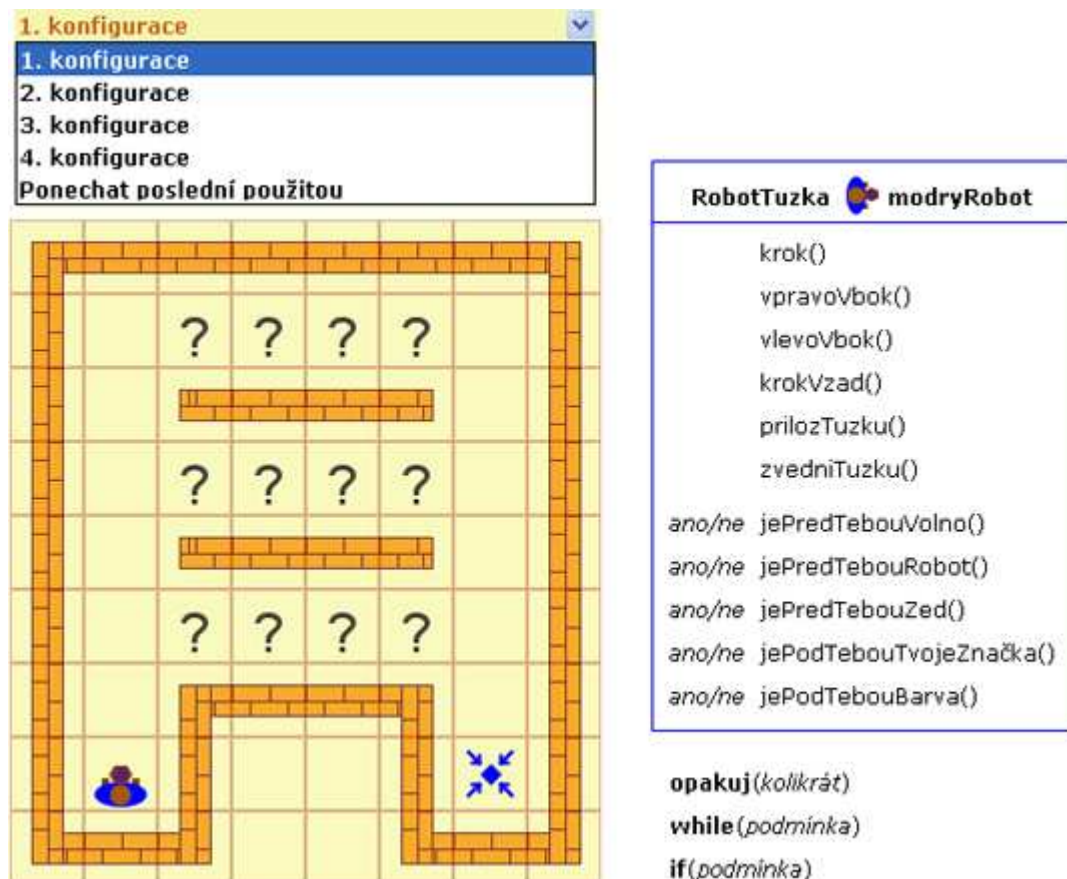 1. konfigurace
1. konfigurace
2. konfigurace
3. konfigurace
4. konfigurace
Ponechat poslední použitou
? ? ? ?
? ? ? ?
? ? ? ?
RobotTuzka modryRobot
krok()
vpravoVbok()
vlevoVbok()
krokVzad()
prilozTuzku()
zvedniTuzku()
ano/ne jePredTebouVolno()
ano/ne jePredTebouRobot()
ano/ne jePredTebouZed()
ano/ne jePodTebouTvojeZnačka()
ano/ne jePodTebouBarva()
opakuj(kolikrát)
while(podmínka)
if(podmínka)